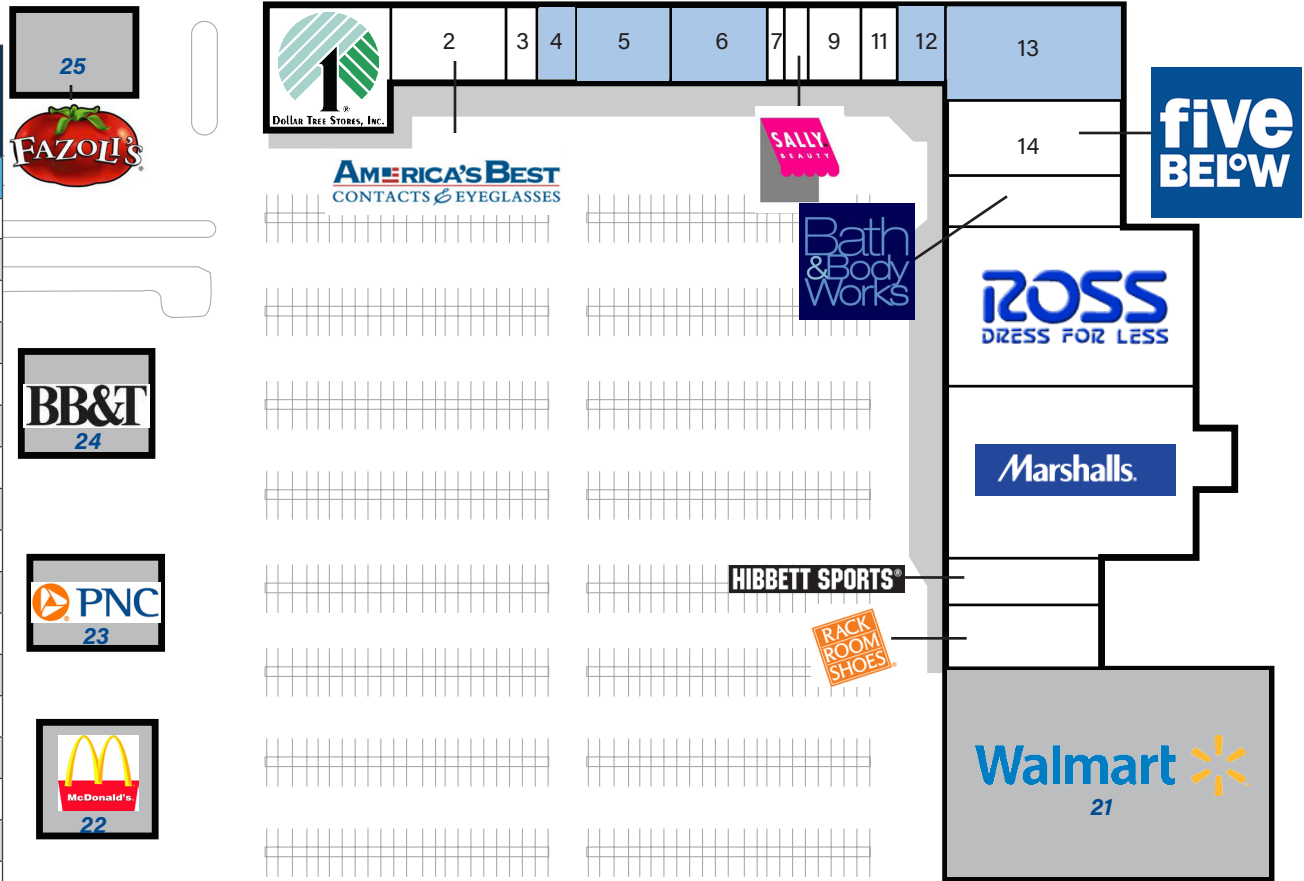 25
FAZOLI'S
1
DOLLAR TREE STORES, INC.
2
3
4
5
6
7
9
11
12
13
AMERICA'S BEST
CONTACTS & EYEGLASSES
SALLY
BEAUTY
14
five
BELOW
Bath
&Body
Works
ROSS
DRESS FOR LESS
BB&T
24
Marshalls.
HIBBETT SPORTS®
PNC
23
RACK
ROOM
SHOES®
McDonald's
22
Walmart
21